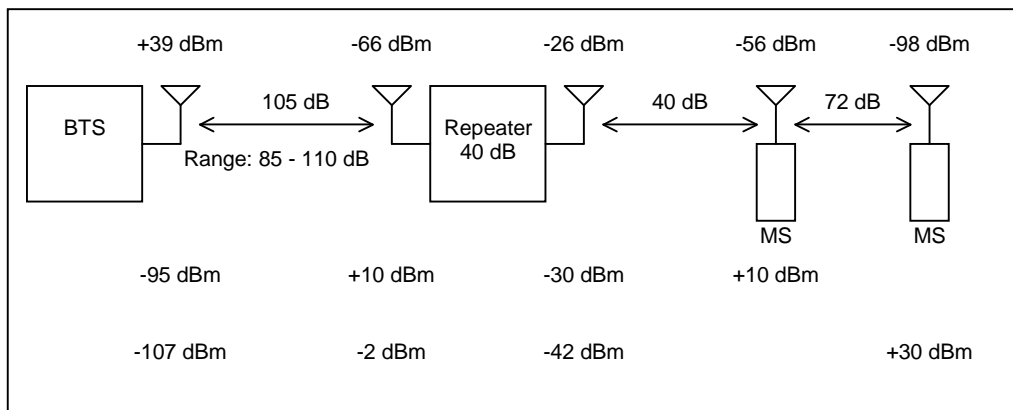 +39 dBm -66 dBm -26 dBm -56 dBm -98 dBm
105 dB 40 dB 72 dB
BTS Repeater
40 dB
Range: 85 - 110 dB
MS MS
-95 dBm +10 dBm -30 dBm +10 dBm
-107 dBm -2 dBm -42 dBm +30 dBm